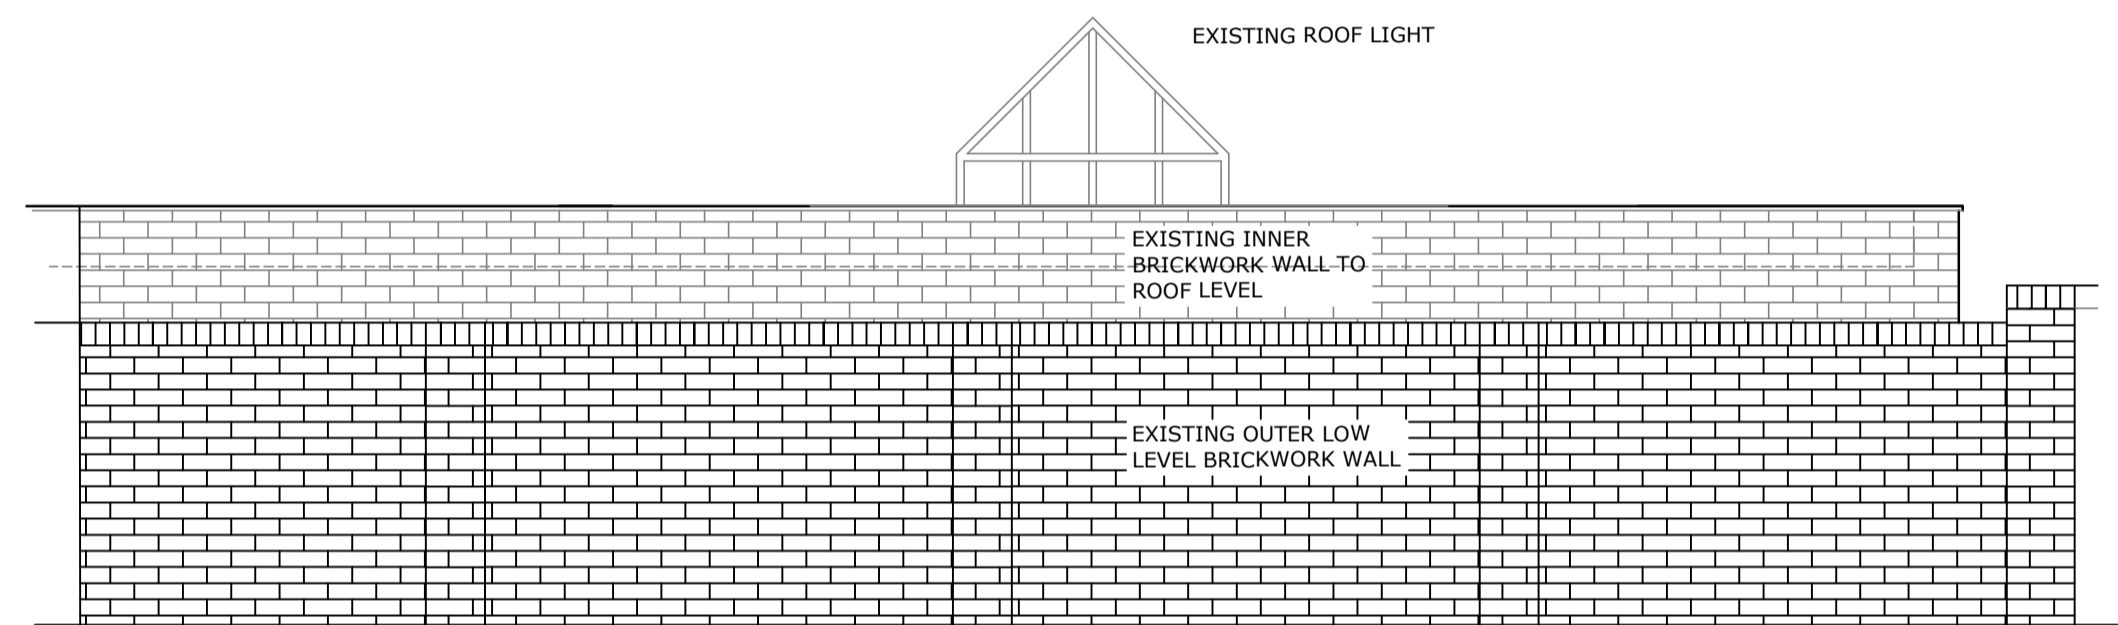 EXISTING ROOF LIGHT
EXISTING INNER
BRICKWORK WALL TO
ROOF LEVEL
EXISTING OUTER LOW
LEVEL BRICKWORK WALL